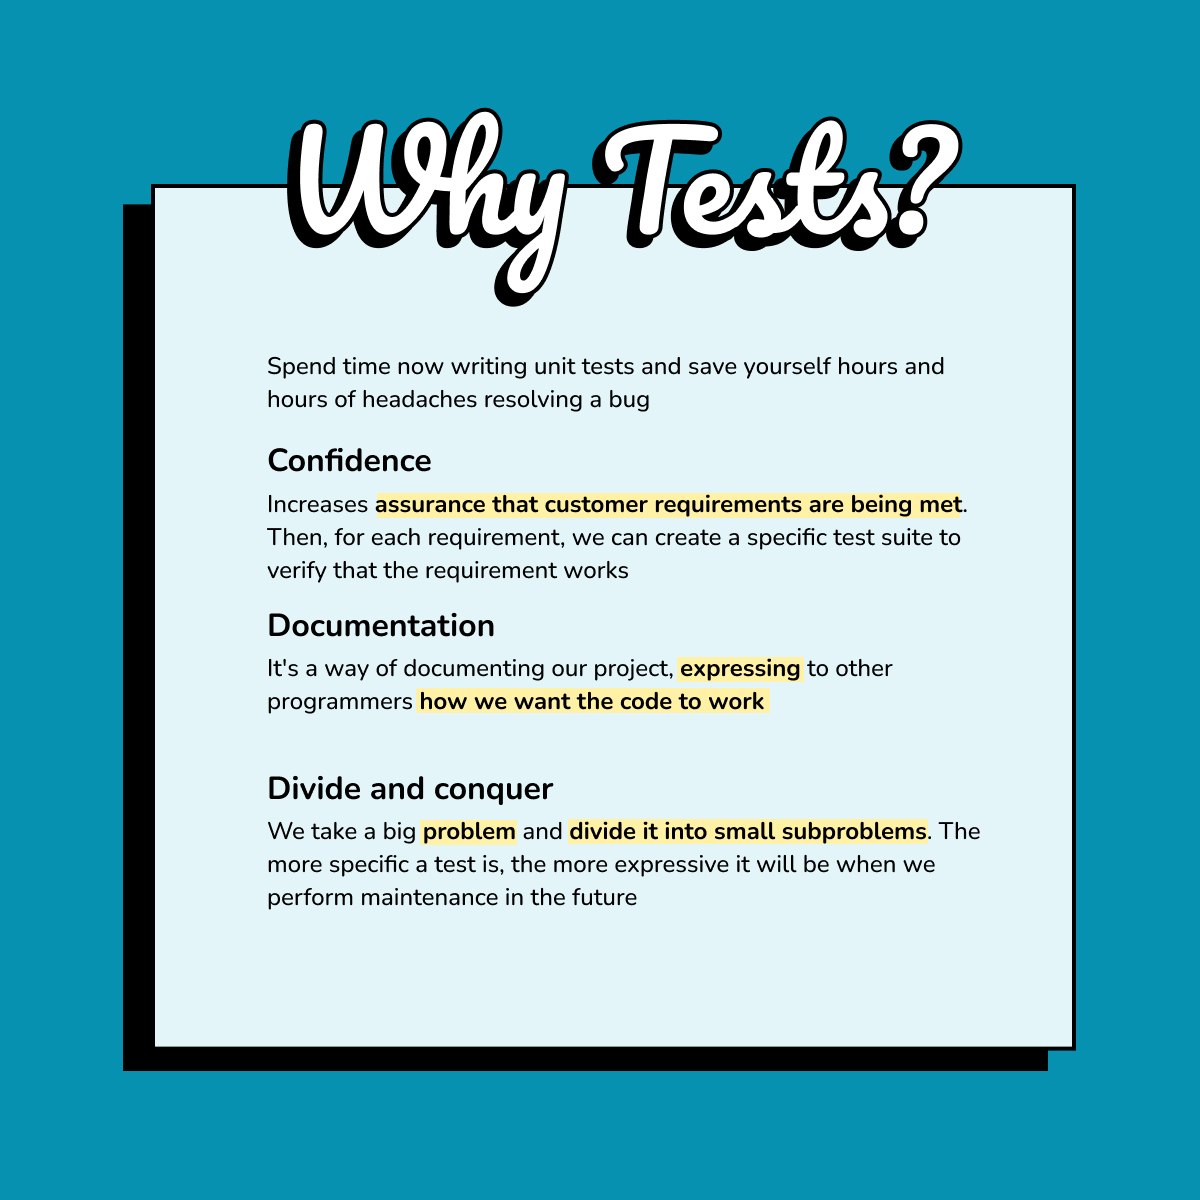 Why Tests?
Spend time now writing unit tests and save yourself hours and
hours of headaches resolving a bug
Confidence
Increases assurance that customer requirements are being met.
Then, for each requirement, we can create a specific test suite to
verify that the requirement works
Documentation
It's a way of documenting our project, expressing to other
programmers how we want the code to work
Divide and conquer
We take a big problem and divide it into small subproblems. The
more specific a test is, the more expressive it will be when we
perform maintenance in the future